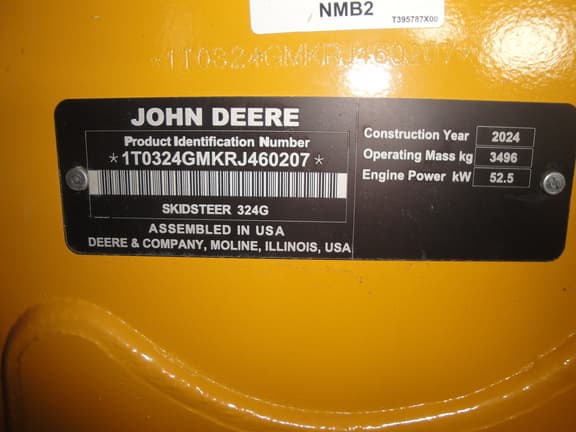 NMB2
T395787X00
*1T0324GMKRJ460207*
JOHN DEERE
Product Identification Number
*1T0324GMKRJ460207*
SKIDSTEER 324G
ASSEMBLED IN USA
DEERE & COMPANY, MOLINE, ILLINOIS, USA
Construction Year 2024
Operating Mass kg 3496
Engine Power kW 52.5